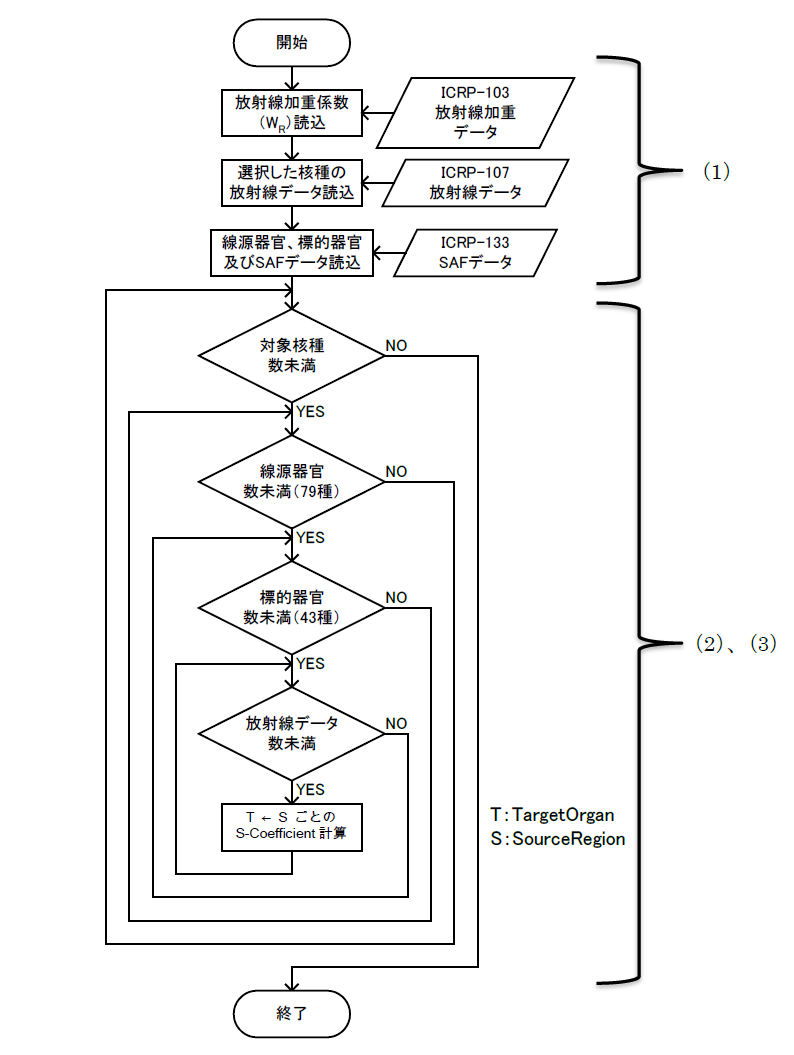 開始
放射線加重係数
(WR)読込
ICRP-103
放射線加重
データ
選択した核種の
放射線データ読込
ICRP-107
放射線データ
(1)
線源器官、標的器官
及びSAFデータ読込
ICRP-133
SAFデータ
対象核種
数未満
NO
YES
線源器官
数未満(79種)
NO
YES
標的器官
数未満(43種)
NO
YES
(2)、(3)
放射線データ
数未満
NO
YES
T ← S ごとの
S-Coefficient 計算
T:TargetOrgan
S:SourceRegion
終了